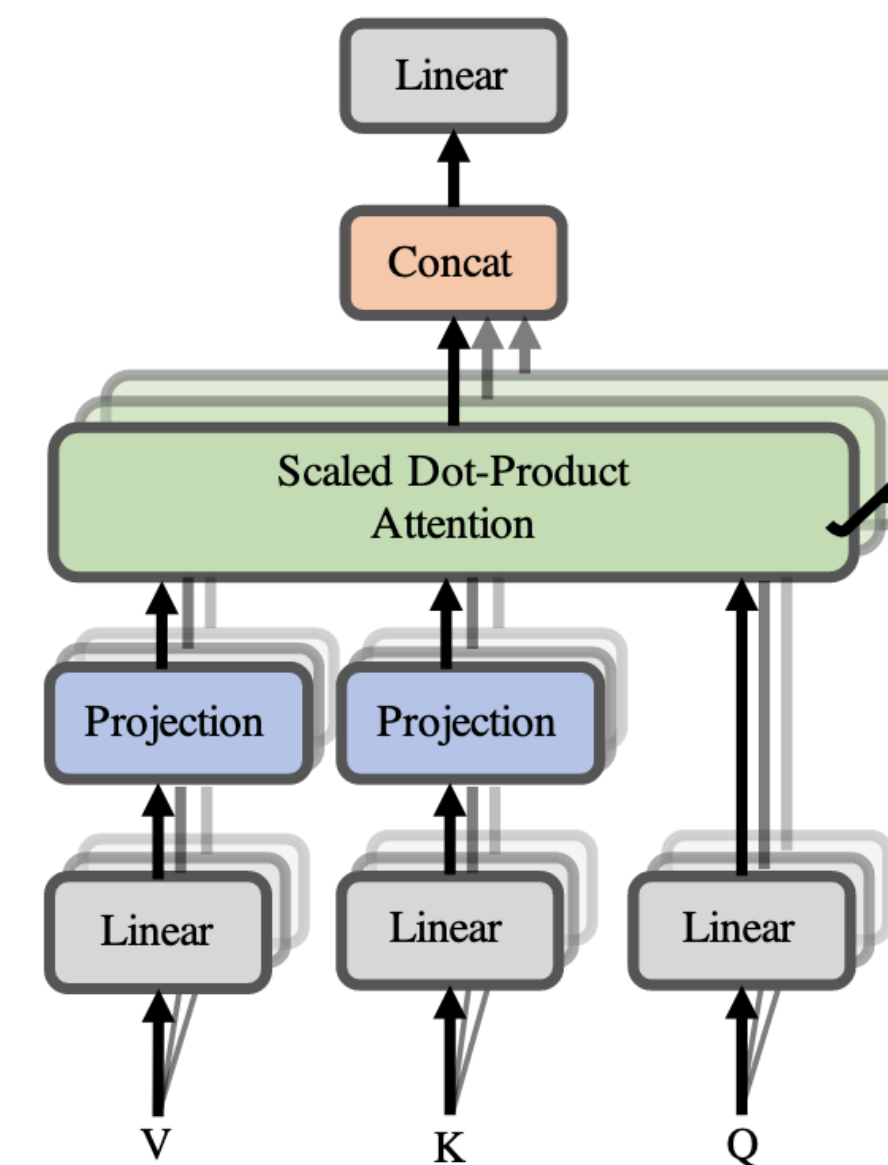 Linear
Concat
Scaled Dot-Product
Attention
Projection
Projection
Linear
Linear
Linear
V
K
Q